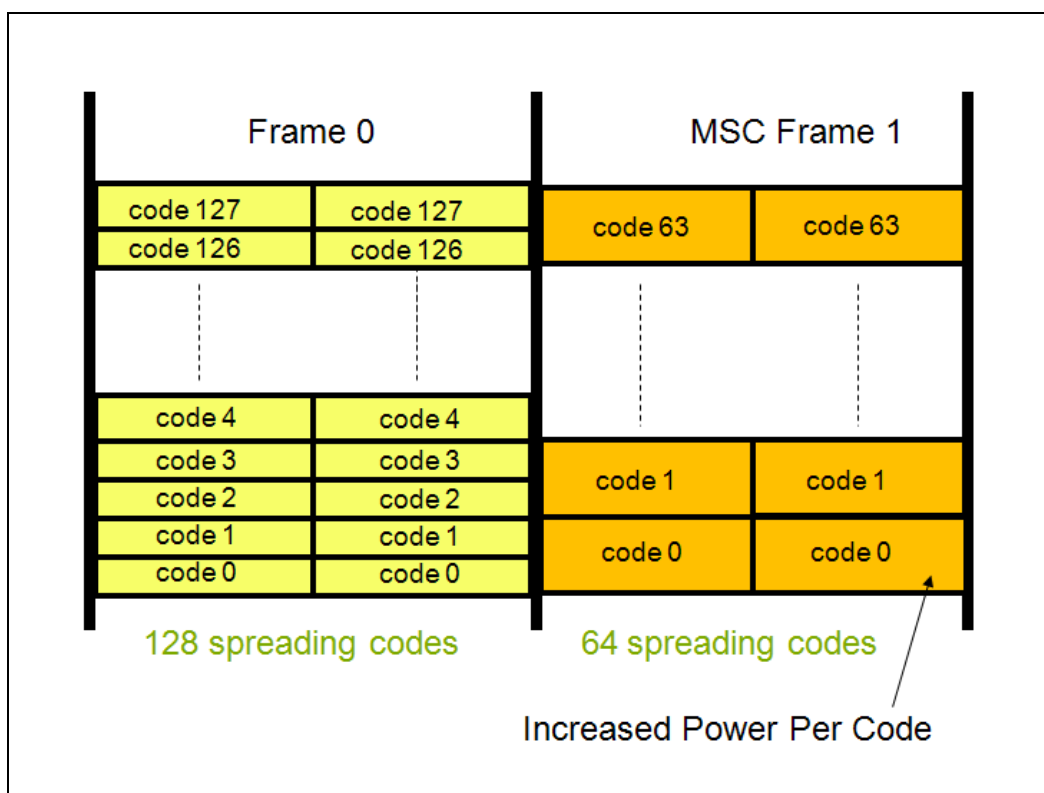 Frame 0
MSC Frame 1
code 127
code 127
code 126
code 126
code 63
code 63
code 4
code 4
code 3
code 3
code 2
code 2
code 1
code 1
code 0
code 0
code 1
code 1
code 0
code 0
128 spreading codes
64 spreading codes
Increased Power Per Code